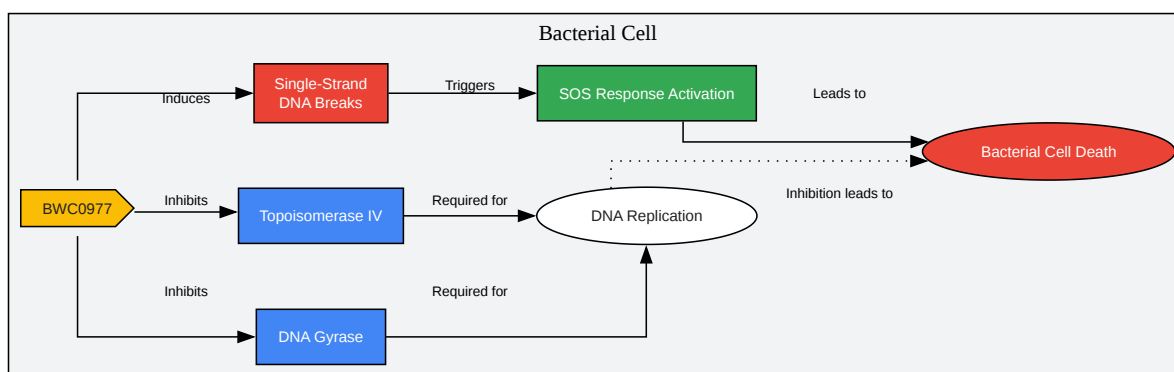 Bacterial Cell
Single-Strand
DNA Breaks
Induces
Triggers
SOS Response Activation
Leads to
Bacterial Cell Death
BWC0977
Inhibits
Topoisomerase IV
Required for
DNA Replication
Inhibition leads to
Inhibits
DNA Gyrase
Required for